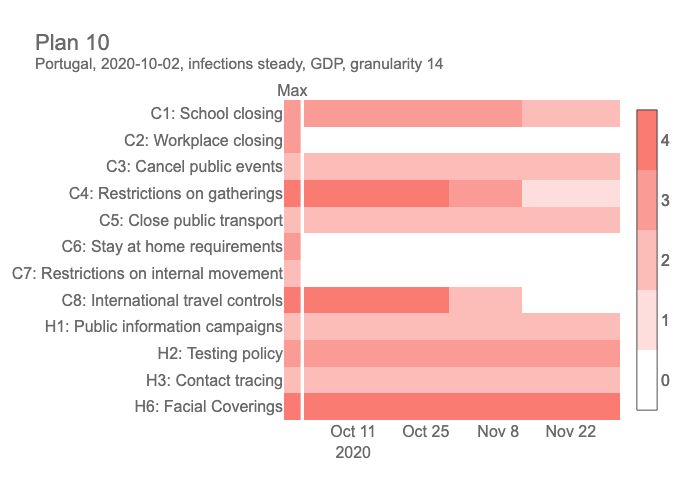 Plan 10
Portugal, 2020-10-02, infections steady, GDP, granularity 14
Max
C1: School closing
C2: Workplace closing
C3: Cancel public events
C4: Restrictions on gatherings
C5: Close public transport
C6: Stay at home requirements
C7: Restrictions on internal movement
C8: International travel controls
H1: Public information campaigns
H2: Testing policy
H3: Contact tracing
H6: Facial Coverings
Oct 11 Oct 25 Nov 8 Nov 22
2020
4
3
2
1
0